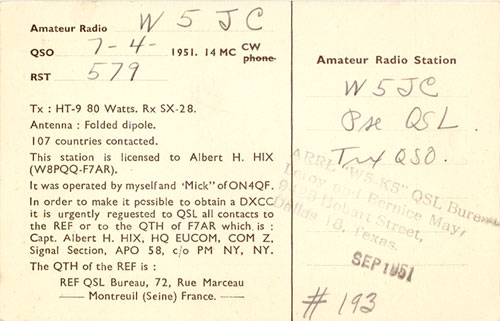 Amateur Radio W5JC
QSO 7-4- 1951. 14 MC CW
phone.
RST 579
Tx : HT-9 80 Watts. Rx SX-28.
Antenna : Folded dipole.
107 countries contacted.
This station is licensed to Albert H. HIX
(W8PQQ-F7AR).
It was operated by myself and 'Mick" of ON4QF.
In order to make it possible to obtain a DXCC
it is urgently regueted to QSL all contacts
to the REF or to the QTH of F7AR which is :
Capt. Albert H. HIX, HQ EUCOM, COM Z,
Signal Section, APO 58, c/o PM NY, NY.
The QTH of the REF is :
REF QSL Bureau, 72, Rue Marceau
Montreuil (Seine) France.
Amateur Radio Station
W5JC
Pse QSL.
Tnx QSO.
ARRL "W5-K5" QSL Bureau
Leroy and Bernice May,
9428 Hobart Street,
Dallas 18, Texas.
SEP 1951
# 193